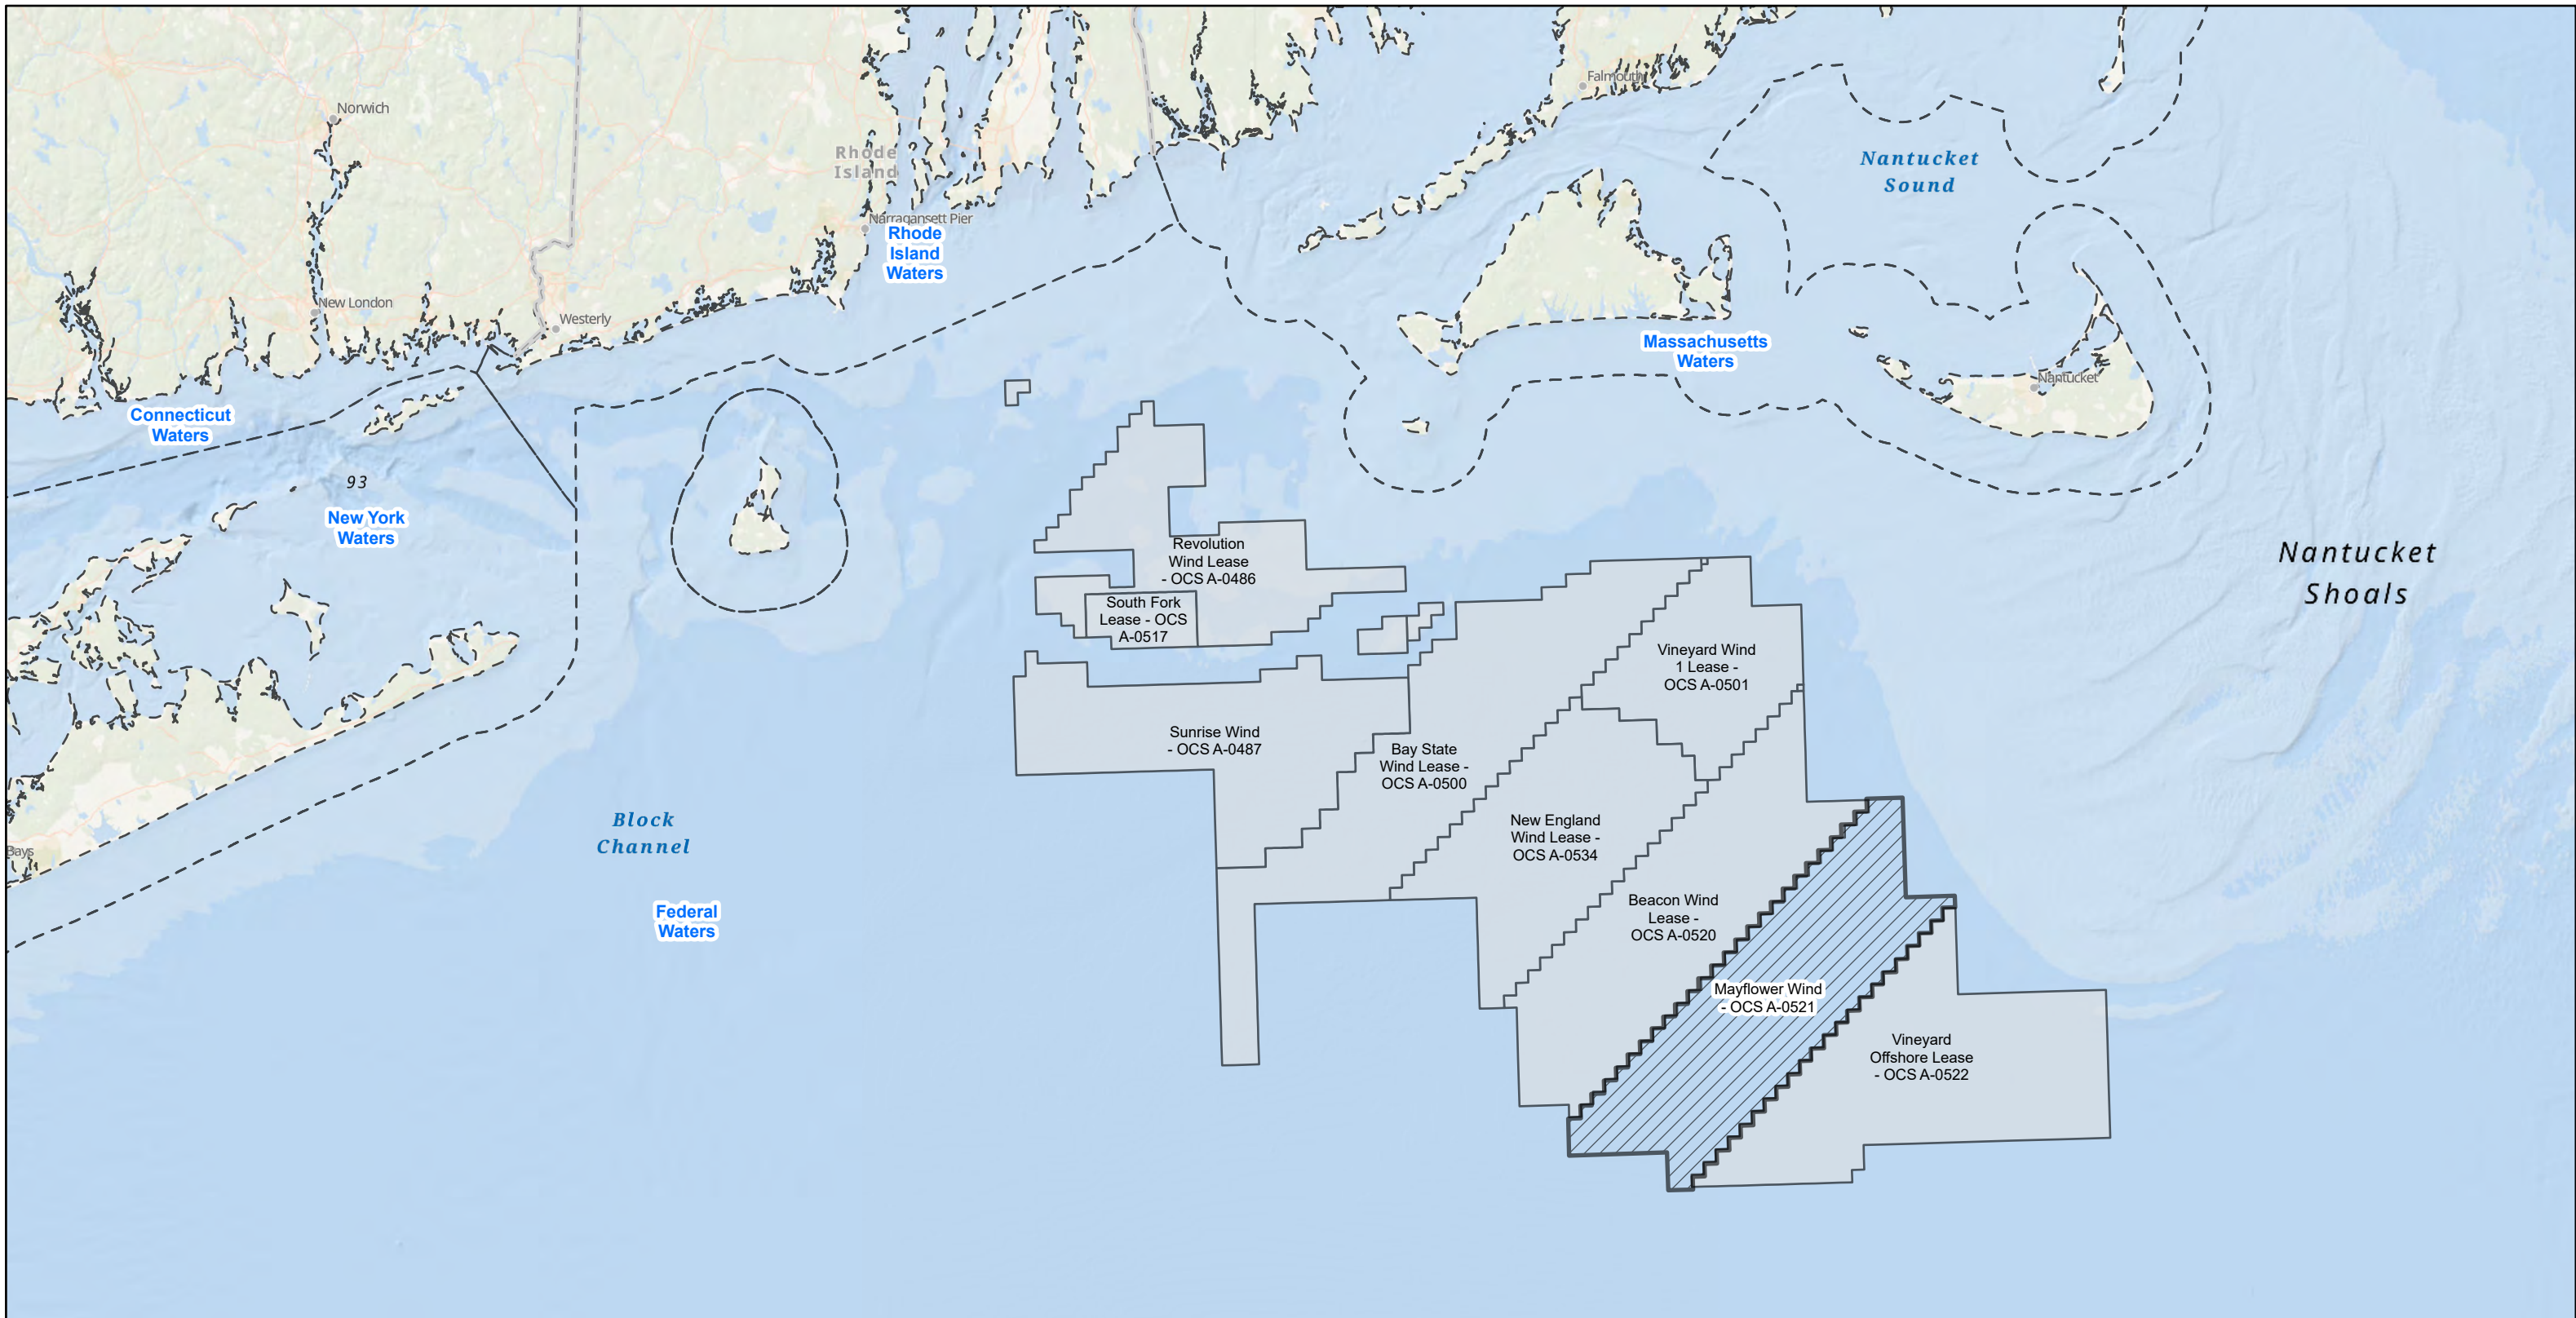 Falmouth
Norwich
Rhode
Island
Nantucket
Sound
Narragansett Pier
Rhode
Island
Waters
New London
Westerly
Massachusetts
Waters
Nantucket
Connecticut
Waters
93
New York
Waters
Revolution
Wind Lease
- OCS A-0486
Nantucket
Shoals
South Fork
Lease - OCS
A-0517
Vineyard Wind
1 Lease -
OCS A-0501
Sunrise Wind
- OCS A-0487
Bay State
Wind Lease -
OCS A-0500
Block
Channel
New England
Wind Lease -
OCS A-0534
Bays
Federal
Waters
Beacon Wind
Lease -
OCS A-0520
Mayflower Wind
- OCS A-0521
Vineyard
Offshore Lease
- OCS A-0522